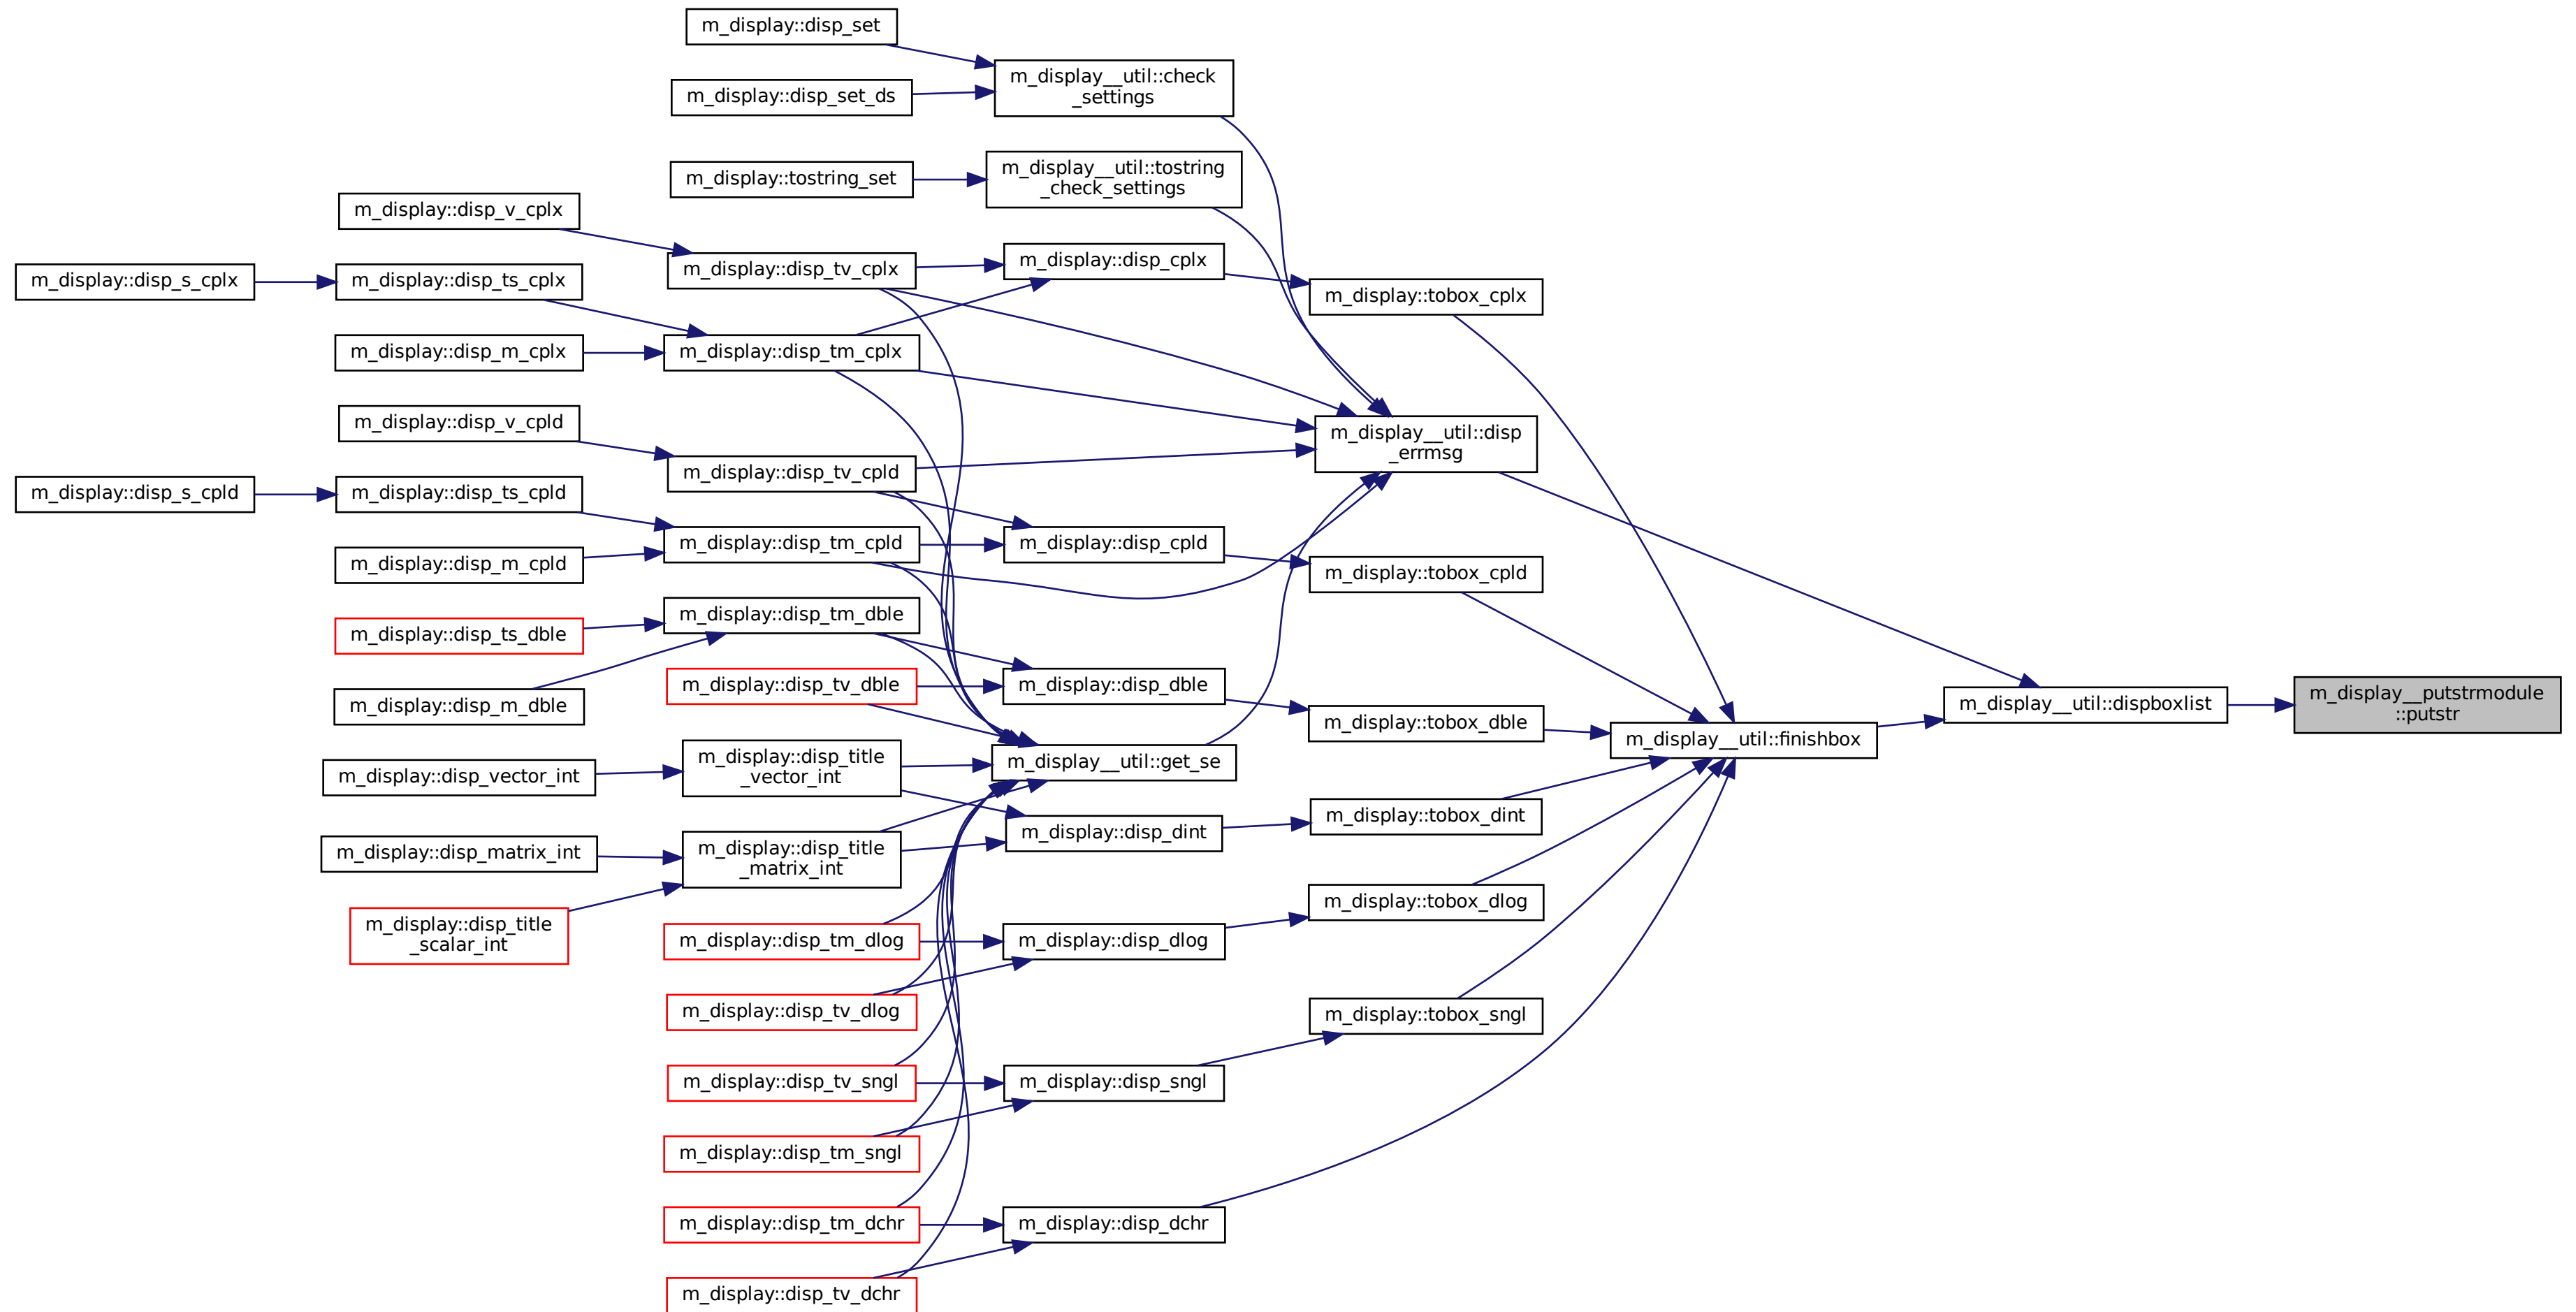 m_display::disp_set
m_display__util::check
_settings
m_display::disp_set_ds
m_display__util::tostring
_check_settings
m_display::tostring_set
m_display::disp_v_cplx
m_display::disp_tv_cplx
m_display::disp_cplx
m_display::disp_s_cplx
m_display::disp_ts_cplx
m_display::tobox_cplx
m_display::disp_m_cplx
m_display::disp_tm_cplx
m_display::disp_v_cpld
m_display__util::disp
_errmsg
m_display::disp_tv_cpld
m_display::disp_s_cpld
m_display::disp_ts_cpld
m_display::disp_tm_cpld
m_display::disp_cpld
m_display::disp_m_cpld
m_display::tobox_cpld
m_display::disp_tm_dble
m_display::disp_ts_dble
m_display::disp_tv_dble
m_display::disp_dble
m_display::disp_m_dble
m_display::tobox_dble
m_display__util::dispboxlist
m_display__putstrmodule
::putstr
m_display__util::finishbox
m_display::disp_title
_vector_int
m_display__util::get_se
m_display::disp_vector_int
m_display::tobox_dint
m_display::disp_dint
m_display::disp_matrix_int
m_display::disp_title
_matrix_int
m_display::tobox_dlog
m_display::disp_title
_scalar_int
m_display::disp_tm_dlog
m_display::disp_dlog
m_display::disp_tv_dlog
m_display::tobox_sngl
m_display::disp_tv_sngl
m_display::disp_sngl
m_display::disp_tm_sngl
m_display::disp_tm_dchr
m_display::disp_dchr
m_display::disp_tv_dchr